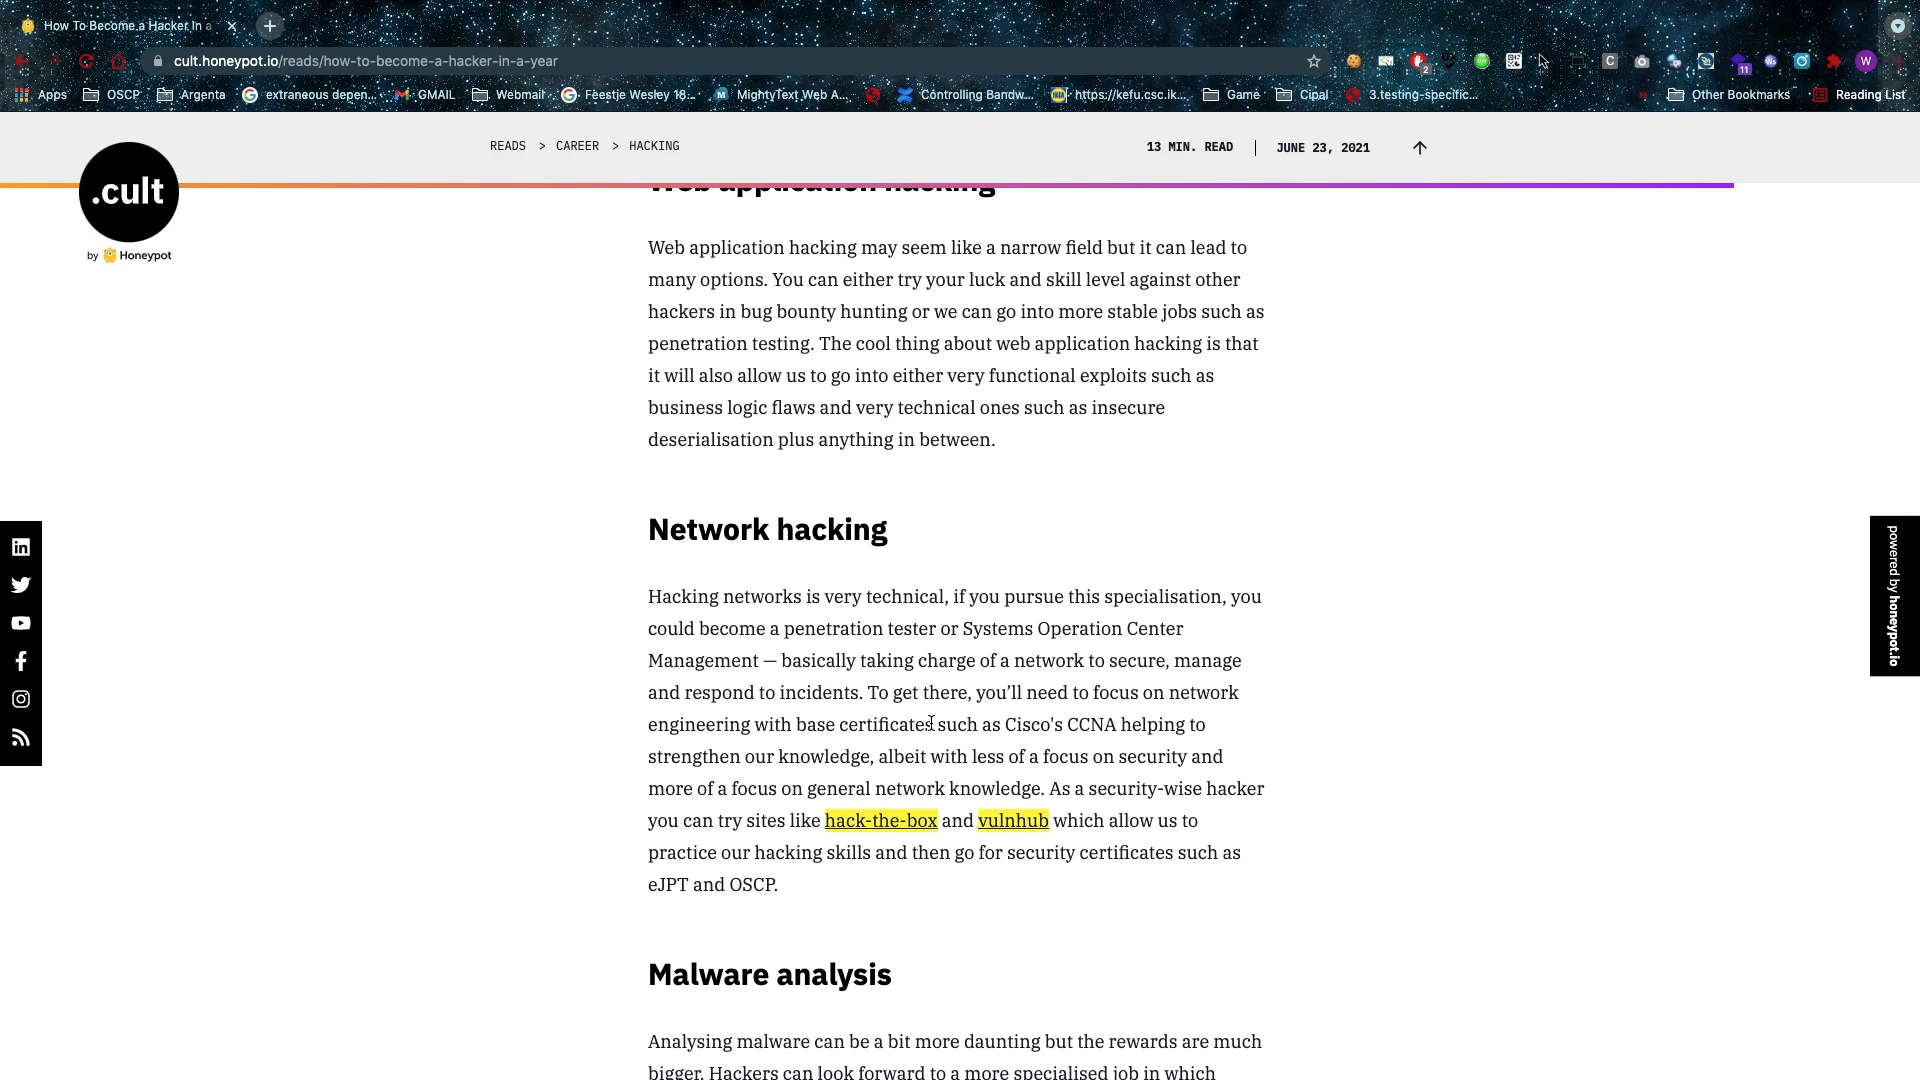 How To Become a Hacker in a
cult.honeypot.io/reads/how-to-become-a-hacker-in-a-year
2
C
11
W
Apps
OSCP
Argenta
extraneous depen...
GMAIL
Webmail
Feestje Wesley 18:...
MightyText Web A...
Controlling Bandw...
https://kefu.csc.ik...
Game
Cipal
3.testing-specific...
Other Bookmarks
Reading List
READS > CAREER > HACKING
13 MIN. READ | JUNE 23, 2021
.cult
by Honeypot
Web application hacking
Web application hacking may seem like a narrow field but it can lead to
many options. You can either try your luck and skill level against other
hackers in bug bounty hunting or we can go into more stable jobs such as
penetration testing. The cool thing about web application hacking is that
it will also allow us to go into either very functional exploits such as
business logic flaws and very technical ones such as insecure
deserialisation plus anything in between.
Network hacking
Hacking networks is very technical, if you pursue this specialisation, you
could become a penetration tester or Systems Operation Center
Management — basically taking charge of a network to secure, manage
and respond to incidents. To get there, you’ll need to focus on network
engineering with base certificates such as Cisco's CCNA helping to
strengthen our knowledge, albeit with less of a focus on security and
more of a focus on general network knowledge. As a security-wise hacker
you can try sites like hack-the-box and vulnhub which allow us to
practice our hacking skills and then go for security certificates such as
eJPT and OSCP.
Malware analysis
Analysing malware can be a bit more daunting but the rewards are much
bigger. Hackers can look forward to a more specialised job in which
powered by honeypot.io